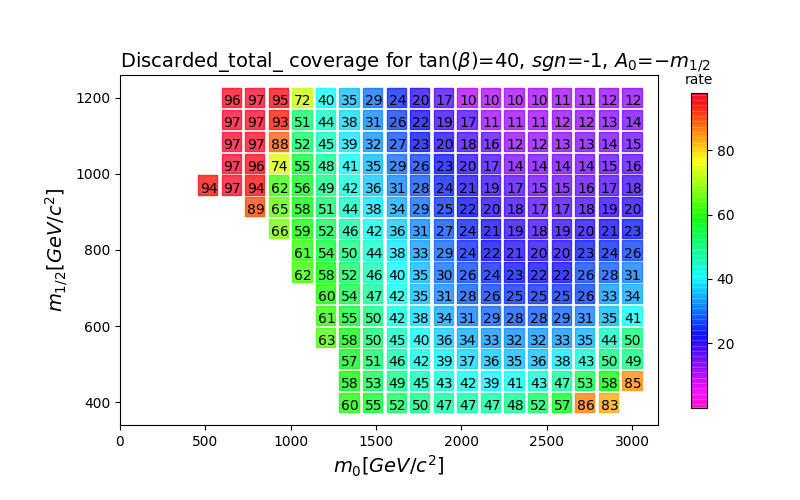 Discarded_total_ coverage for tan(β)=40, sgn=-1, A₀=−m₁/₂
rate
1200 96 97 95 72 40 35 29 24 20 17 10 10 10 10 11 11 12 12
97 97 93 51 44 38 31 26 22 19 17 11 11 11 12 12 13 14
97 97 88 52 45 39 32 27 23 20 18 16 12 12 13 13 14 15
97 96 74 55 48 41 35 29 26 23 20 17 14 14 14 14 15 16
1000 94 97 94 62 56 49 42 36 31 28 24 21 19 17 15 15 16 17 18
89 65 58 51 44 38 34 29 25 22 20 18 17 17 18 19 20
66 59 52 46 42 36 31 27 24 21 19 18 19 20 21 23
800 61 54 50 44 38 33 29 24 22 21 20 20 23 24 26
62 58 52 46 40 35 30 26 24 23 22 22 26 28 31
60 54 47 42 35 31 28 26 25 25 25 26 33 34
600 61 55 50 42 38 34 31 29 28 28 29 31 35 41
63 58 50 45 40 36 34 33 32 32 33 35 44 50
57 51 46 42 39 37 36 35 36 38 43 50 49
58 53 49 45 43 42 39 41 43 47 53 58 85
400 60 55 52 50 47 47 47 48 52 57 86 83
m₁/₂[GeV/c²]
0 500 1000 1500 2000 2500 3000
m₀[GeV/c²]
80
60
40
20